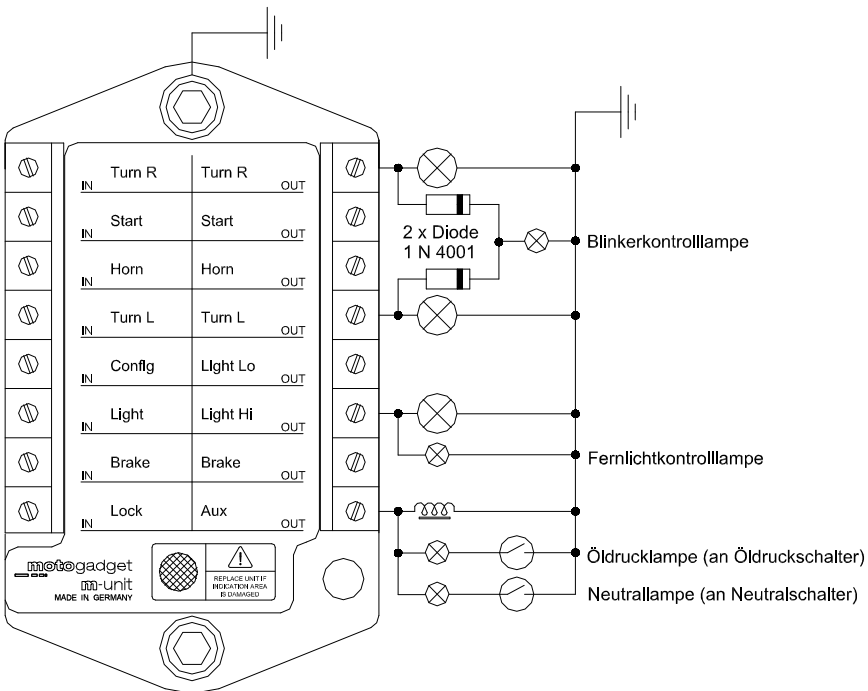 Turn R Turn R
IN OUT
Start Start
IN OUT
2 x Diode
1 N 4001
Blinkerkontrolllampe
Horn Horn
IN OUT
Turn L Turn L
IN OUT
Config Light Lo
IN OUT
Light Light Hi
IN OUT
Fernlichtkontrolllampe
Brake Brake
IN OUT
Lock Aux
IN OUT
Öldrucklampe (an Öldruckschalter)
Neutrallampe (an Neutralschalter)
motogadget
m-unit
MADE IN GERMANY
REPLACE UNIT IF
INDICATION AREA
IS DAMAGED